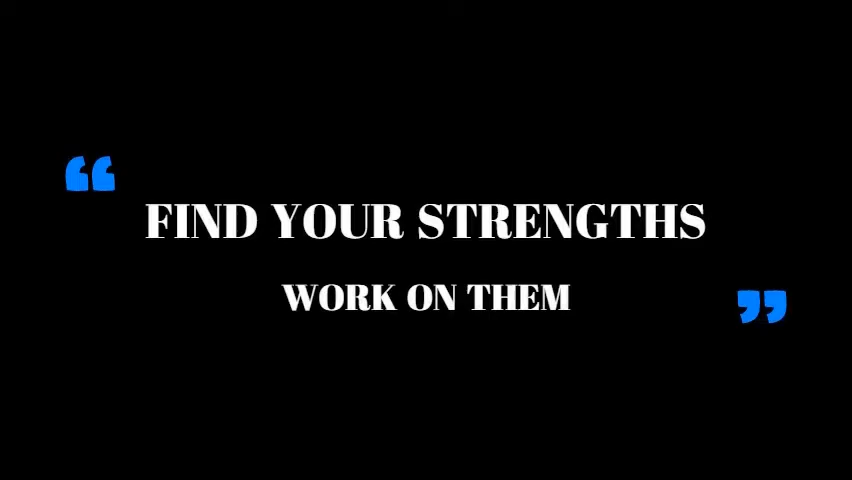 “
FIND YOUR STRENGTHS
WORK ON THEM
”